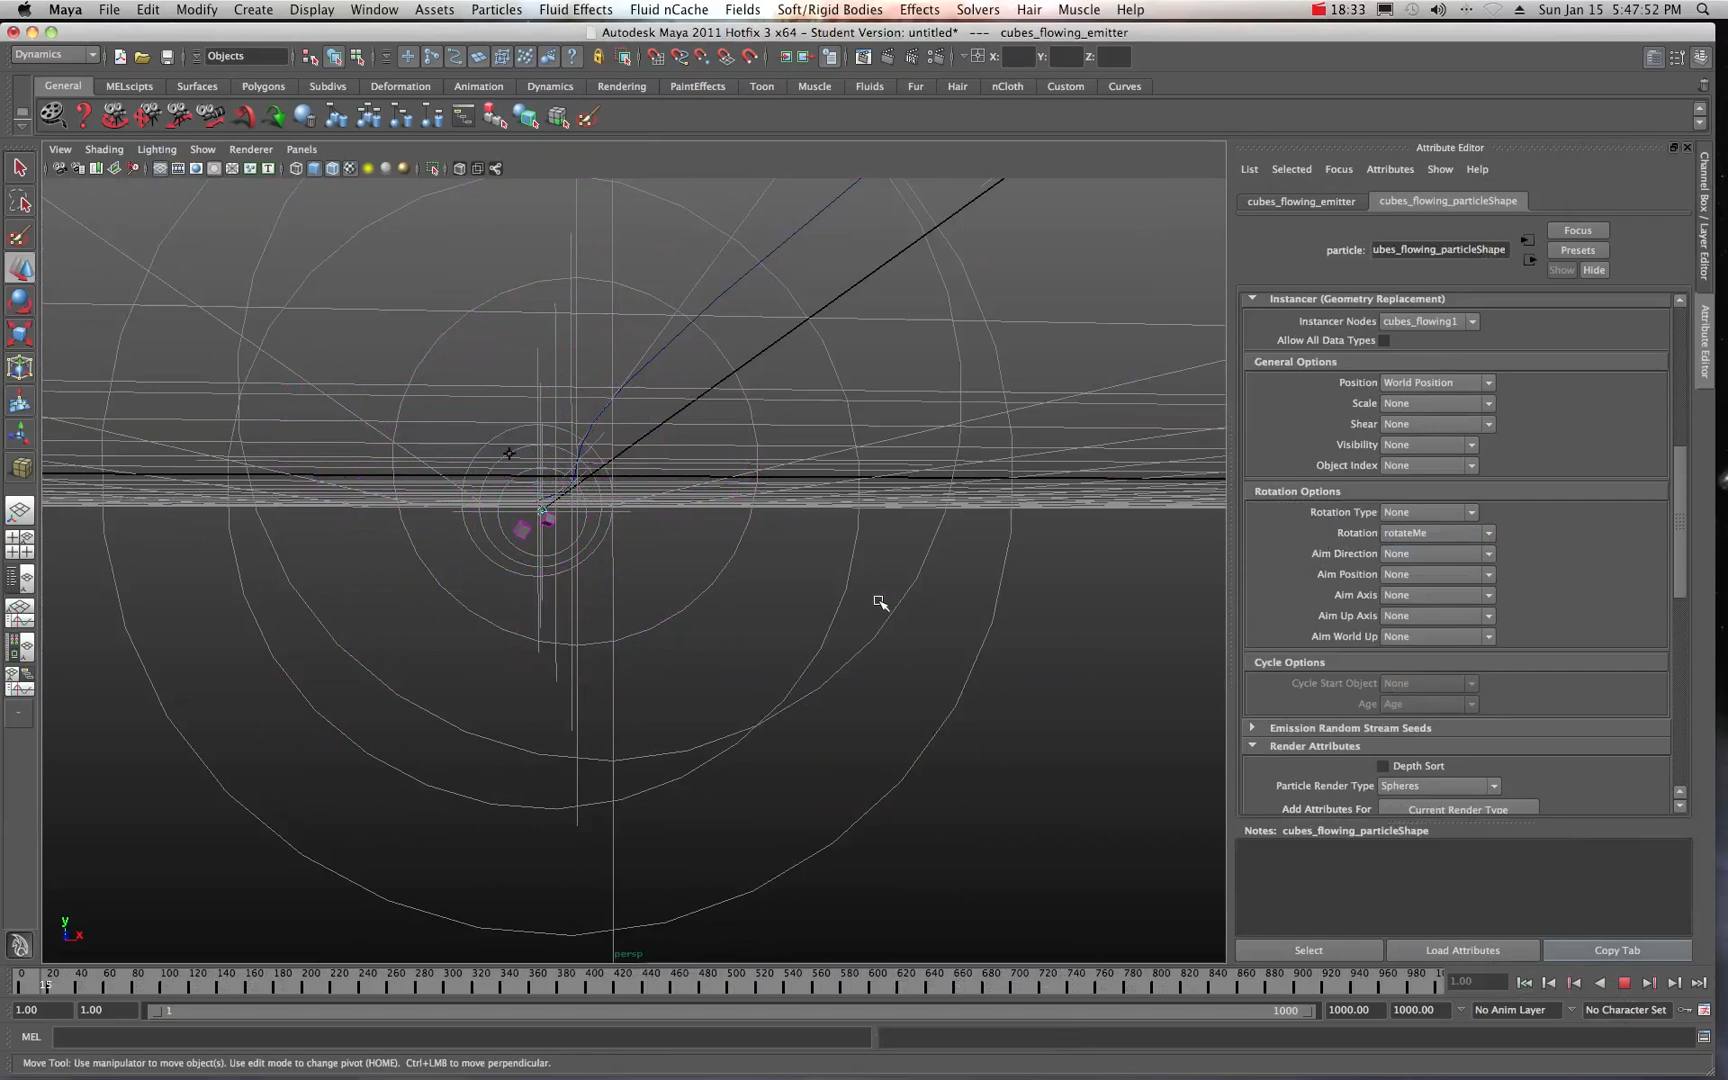 Maya File Edit Modify Create Display Window Assets Particles Fluid Effects Fluid nCache Fields Soft/Rigid Bodies Effects Solvers Hair Muscle Help 18:33 Sun Jan 15 5:47:52 PM
Autodesk Maya 2011 Hotfix 3 x64 - Student Version: untitled* --- cubes_flowing_emitter
Dynamics Objects X: Y: Z:
General MELscipts Surfaces Polygons Subdivs Deformation Animation Dynamics Rendering PaintEffects Toon Muscle Fluids Fur Hair nCloth Custom Curves
View Shading Lighting Show Renderer Panels
Attribute Editor
List Selected Focus Attributes Show Help
cubes_flowing_emitter cubes_flowing_particleShape
Focus
particle: ubes_flowing_particleShape
Presets
Show Hide
Instancer (Geometry Replacement)
Instancer Nodes cubes_flowing1
Allow All Data Types
General Options
Position World Position
Scale None
Shear None
Visibility None
Object Index None
Rotation Options
Rotation Type None
Rotation rotateMe
Aim Direction None
Aim Position None
Aim Axis None
Aim Up Axis None
Aim World Up None
Cycle Options
Cycle Start Object None
Age Age
Emission Random Stream Seeds
Render Attributes
Depth Sort
Particle Render Type Spheres
Add Attributes For Current Render Type
Notes: cubes_flowing_particleShape
Select Load Attributes Copy Tab
Channel Box / Layer Editor
Attribute Editor
y
x
persp
0 20 40 60 80 100 120 140 160 180 200 220 240 260 280 300 320 340 360 380 400 420 440 460 480 500 520 540 560 580 600 620 640 660 680 700 720 740 760 780 800 820 840 860 880 900 920 940 960 980
15
1.00
1.00 1.00 1 1000 1000.00 1000.00 No Anim Layer No Character Set
MEL
Move Tool: Use manipulator to move object(s). Use edit mode to change pivot (HOME). Ctrl+LMB to move perpendicular.